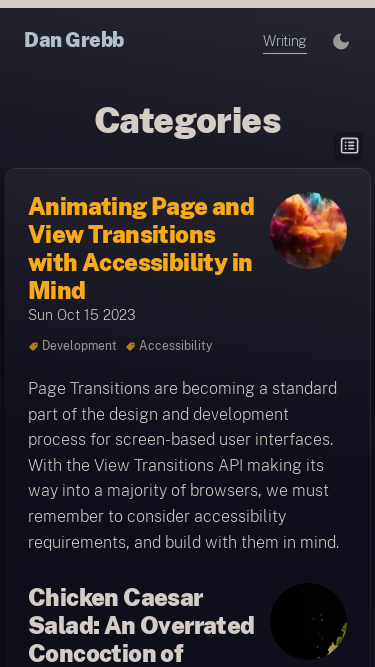 Dan Grebb
Writing
Categories
Animating Page and
View Transitions
with Accessibility in
Mind
Sun Oct 15 2023
Development Accessibility
Page Transitions are becoming a standard
part of the design and development
process for screen-based user interfaces.
With the View Transitions API making its
way into a majority of browsers, we must
remember to consider accessibility
requirements, and build with them in mind.
Chicken Caesar
Salad: An Overrated
Concoction of